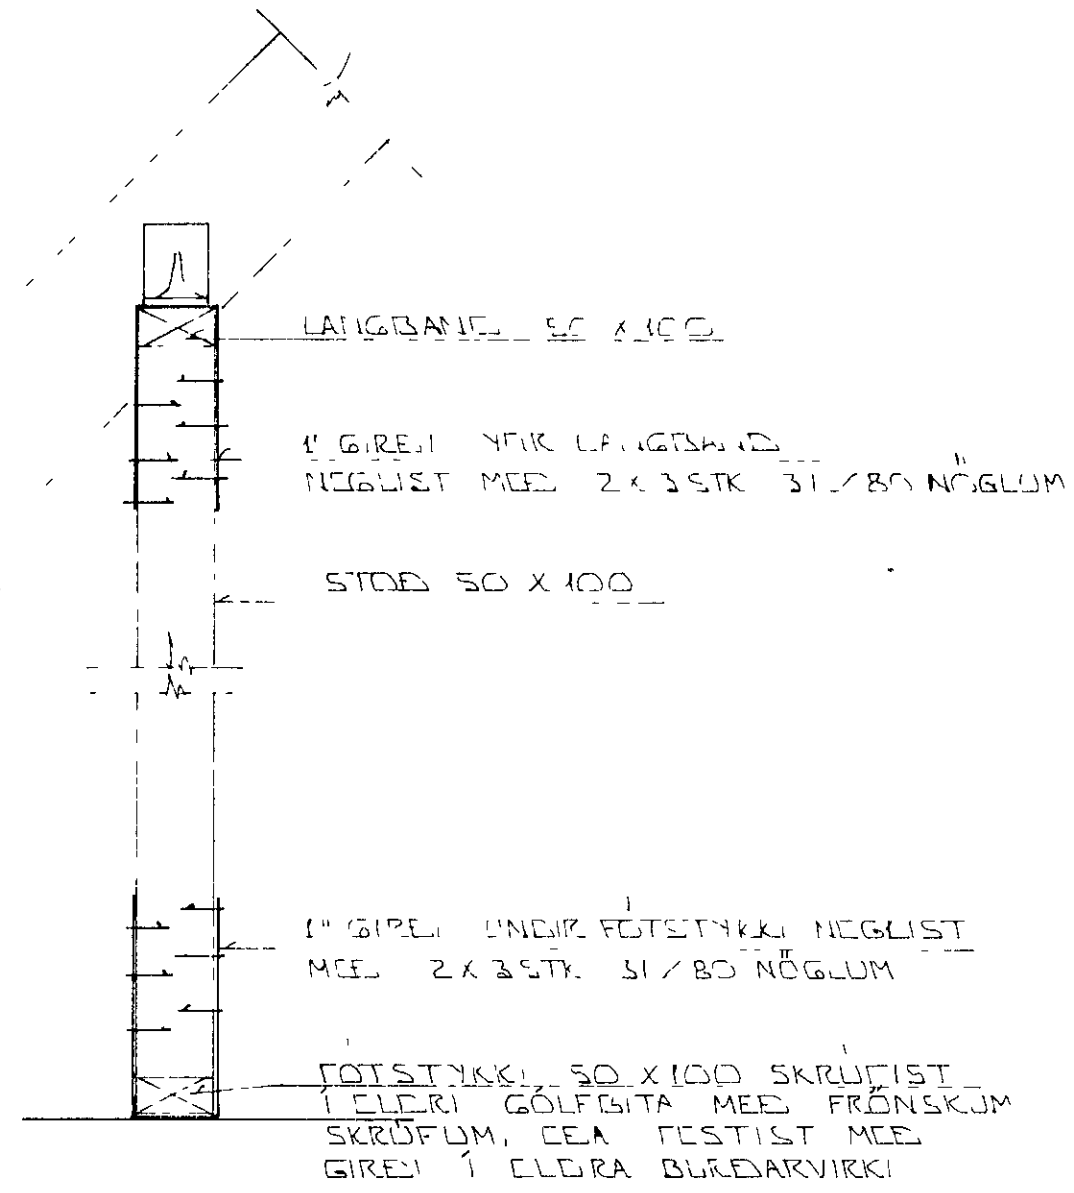 LANGBAND 50 X 100
1" GIREÐI YFIR LANGBAND
NEGLIST MEÐ 2 X 3 STK 31 / 80 NÖGLUM
STOÐ 50 X 100
1" GIREÐI UNDIR FÓTSTYKKI NEGLIST
MEÐ 2 X 3 STK. 31 / 80 NÖGLUM
FÓTSTYKKI 50 X 100 SKRÚFIST
Í ELDRI GÓLFBITA MEÐ FRÖNSKUM
SKRÚFUM, EÐA FESTIST MEÐ
GIREÐI Í ELDRA BURÐARVIRKI